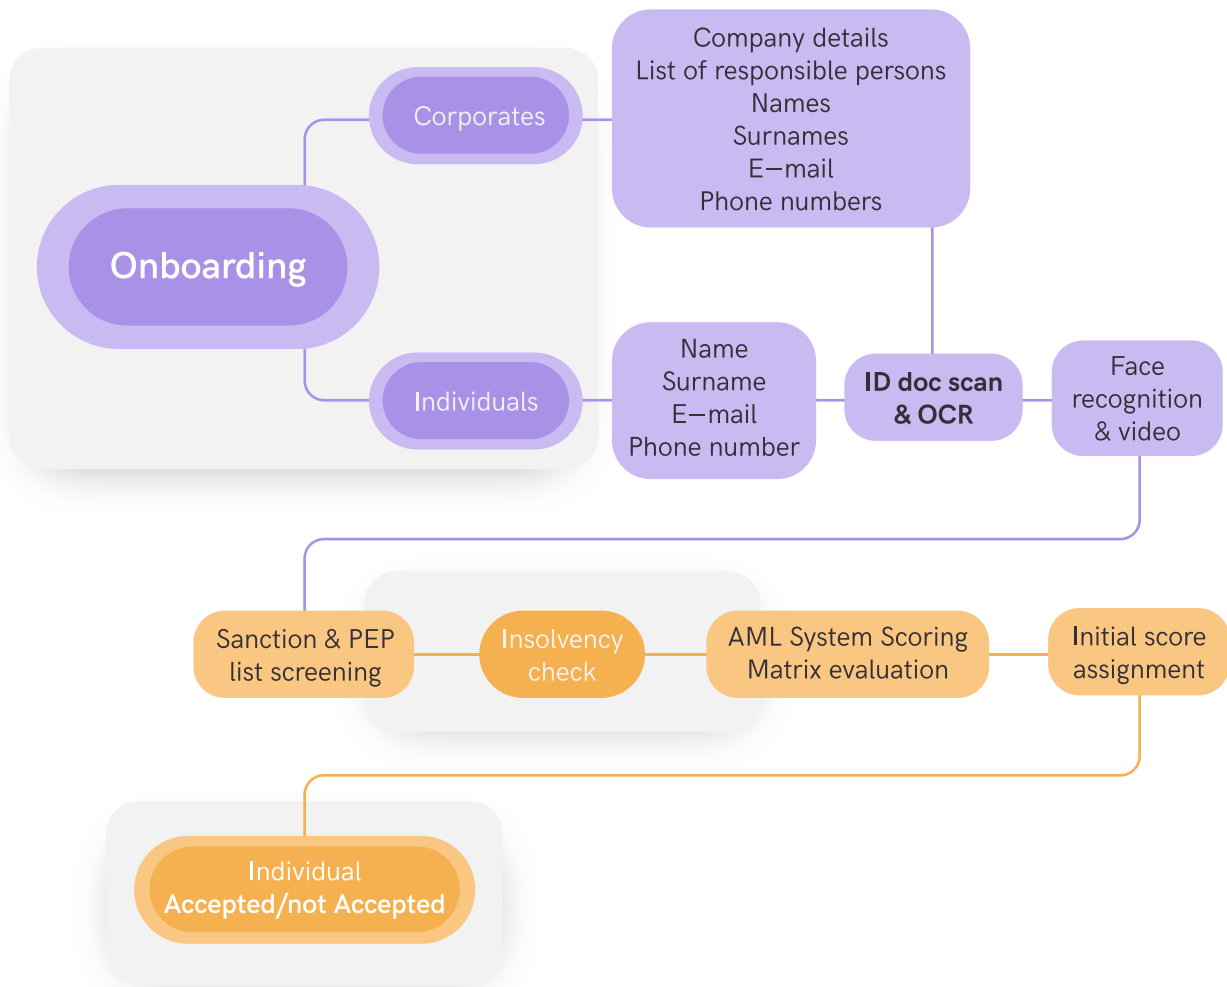 Company details
List of responsible persons
Names
Surnames
E—mail
Phone numbers
Corporates
Onboarding
Individuals
Name
Surname
E—mail
Phone number
ID doc scan
& OCR
Face
recognition
& video
Sanction & PEP
list screening
Insolvency
check
AML System Scoring
Matrix evaluation
Initial score
assignment
Individual
Accepted/not Accepted